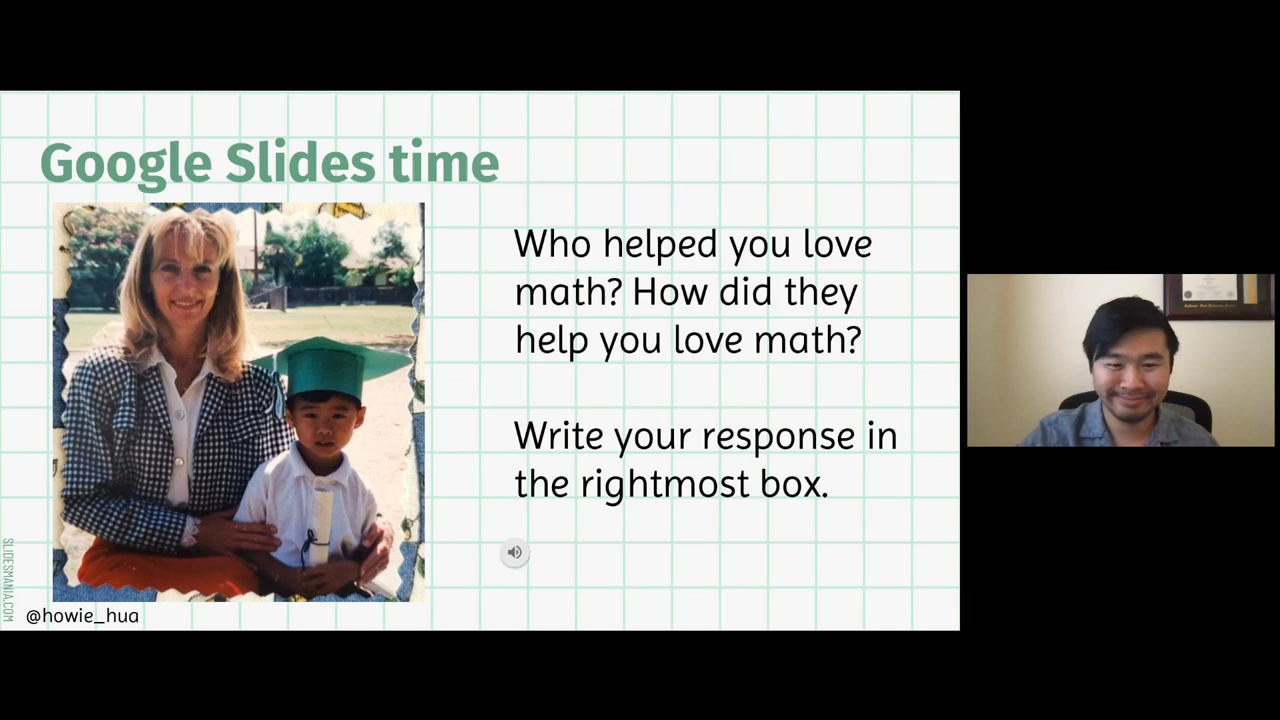 Google Slides time
Who helped you love
math? How did they
help you love math?
Write your response in
the rightmost box.
SLIDESMANIA.COM
@howie_hua